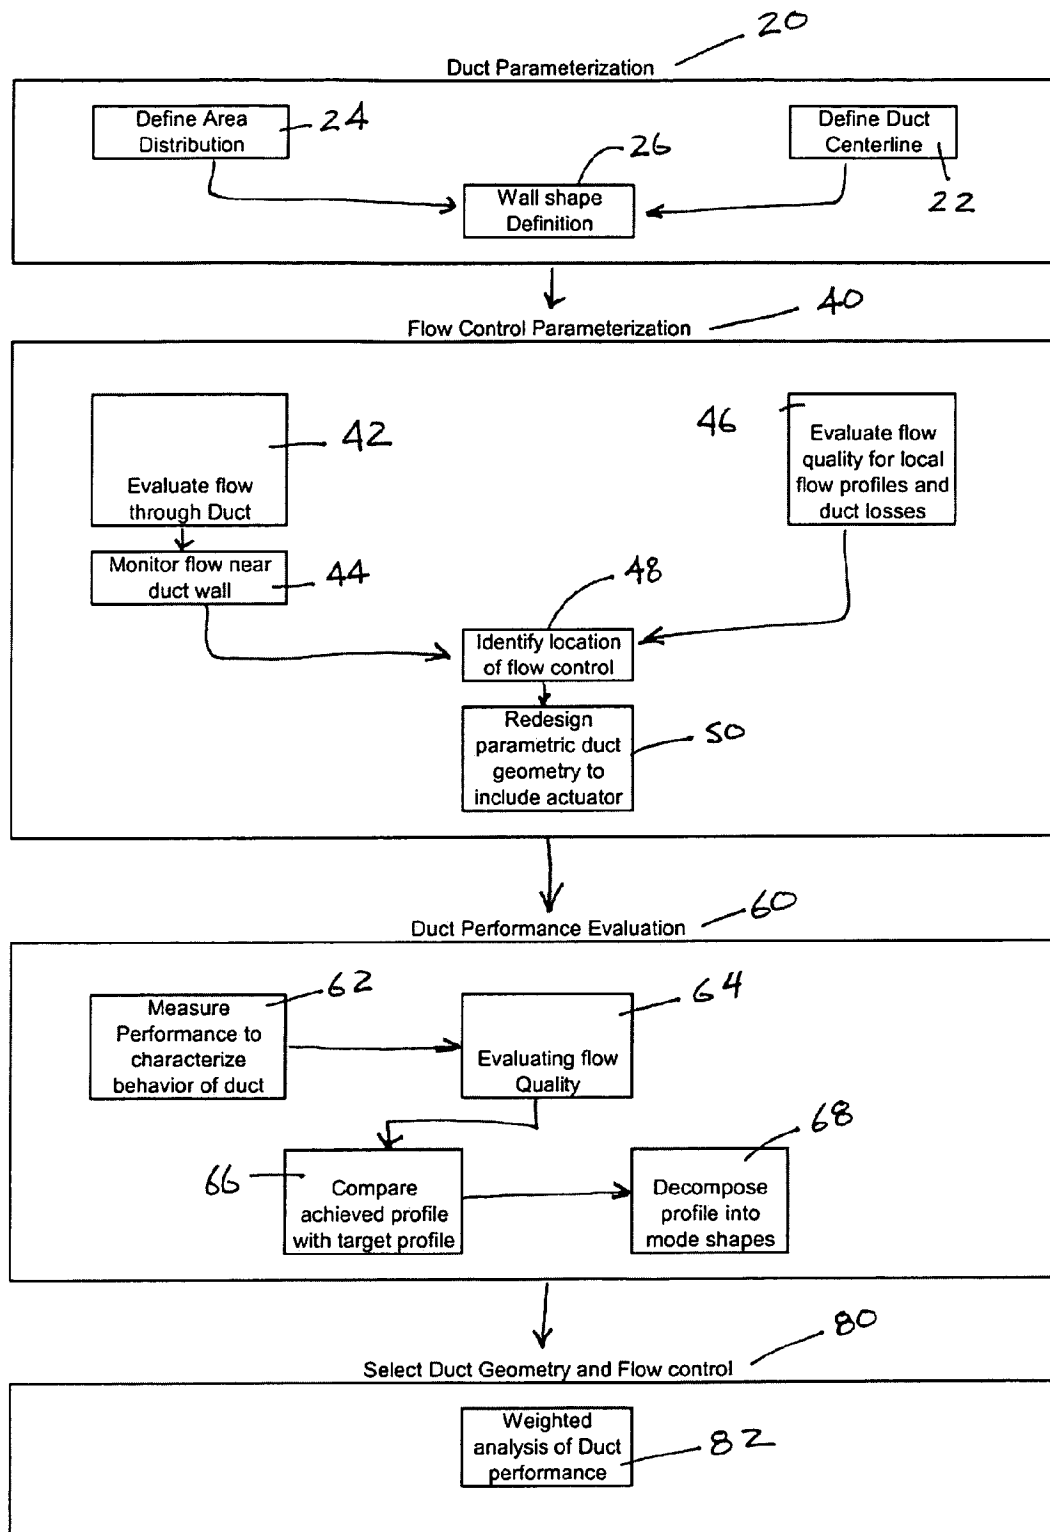 20
Duct Parameterization
Define Area
Distribution
24
26
Define Duct
Centerline
22
Wall shape
Definition
40
Flow Control Parameterization
42
Evaluate flow
through Duct
46
Evaluate flow
quality for local
flow profiles and
duct losses
Monitor flow near
duct wall
44
48
Identify location
of flow control
Redesign
parametric duct
geometry to
include actuator
50
60
Duct Performance Evaluation
62
Measure
Performance to
characterize
behavior of duct
64
Evaluating flow
Quality
66
Compare
achieved profile
with target profile
68
Decompose
profile into
mode shapes
80
Select Duct Geometry and Flow control
Weighted
analysis of Duct
performance
82